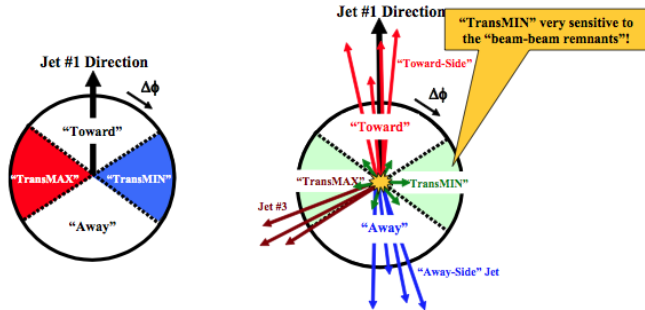 Jet #1 Direction
Δϕ
“Toward”
“TransMAX”
“TransMIN”
“Away”
Jet #1 Direction
“TransMIN” very sensitive to
the “beam-beam remnants”!
“Toward-Side”
Δϕ
“Toward”
“TransMAX”
TransMIN”
Jet #3
“Away”
“Away-Side” Jet